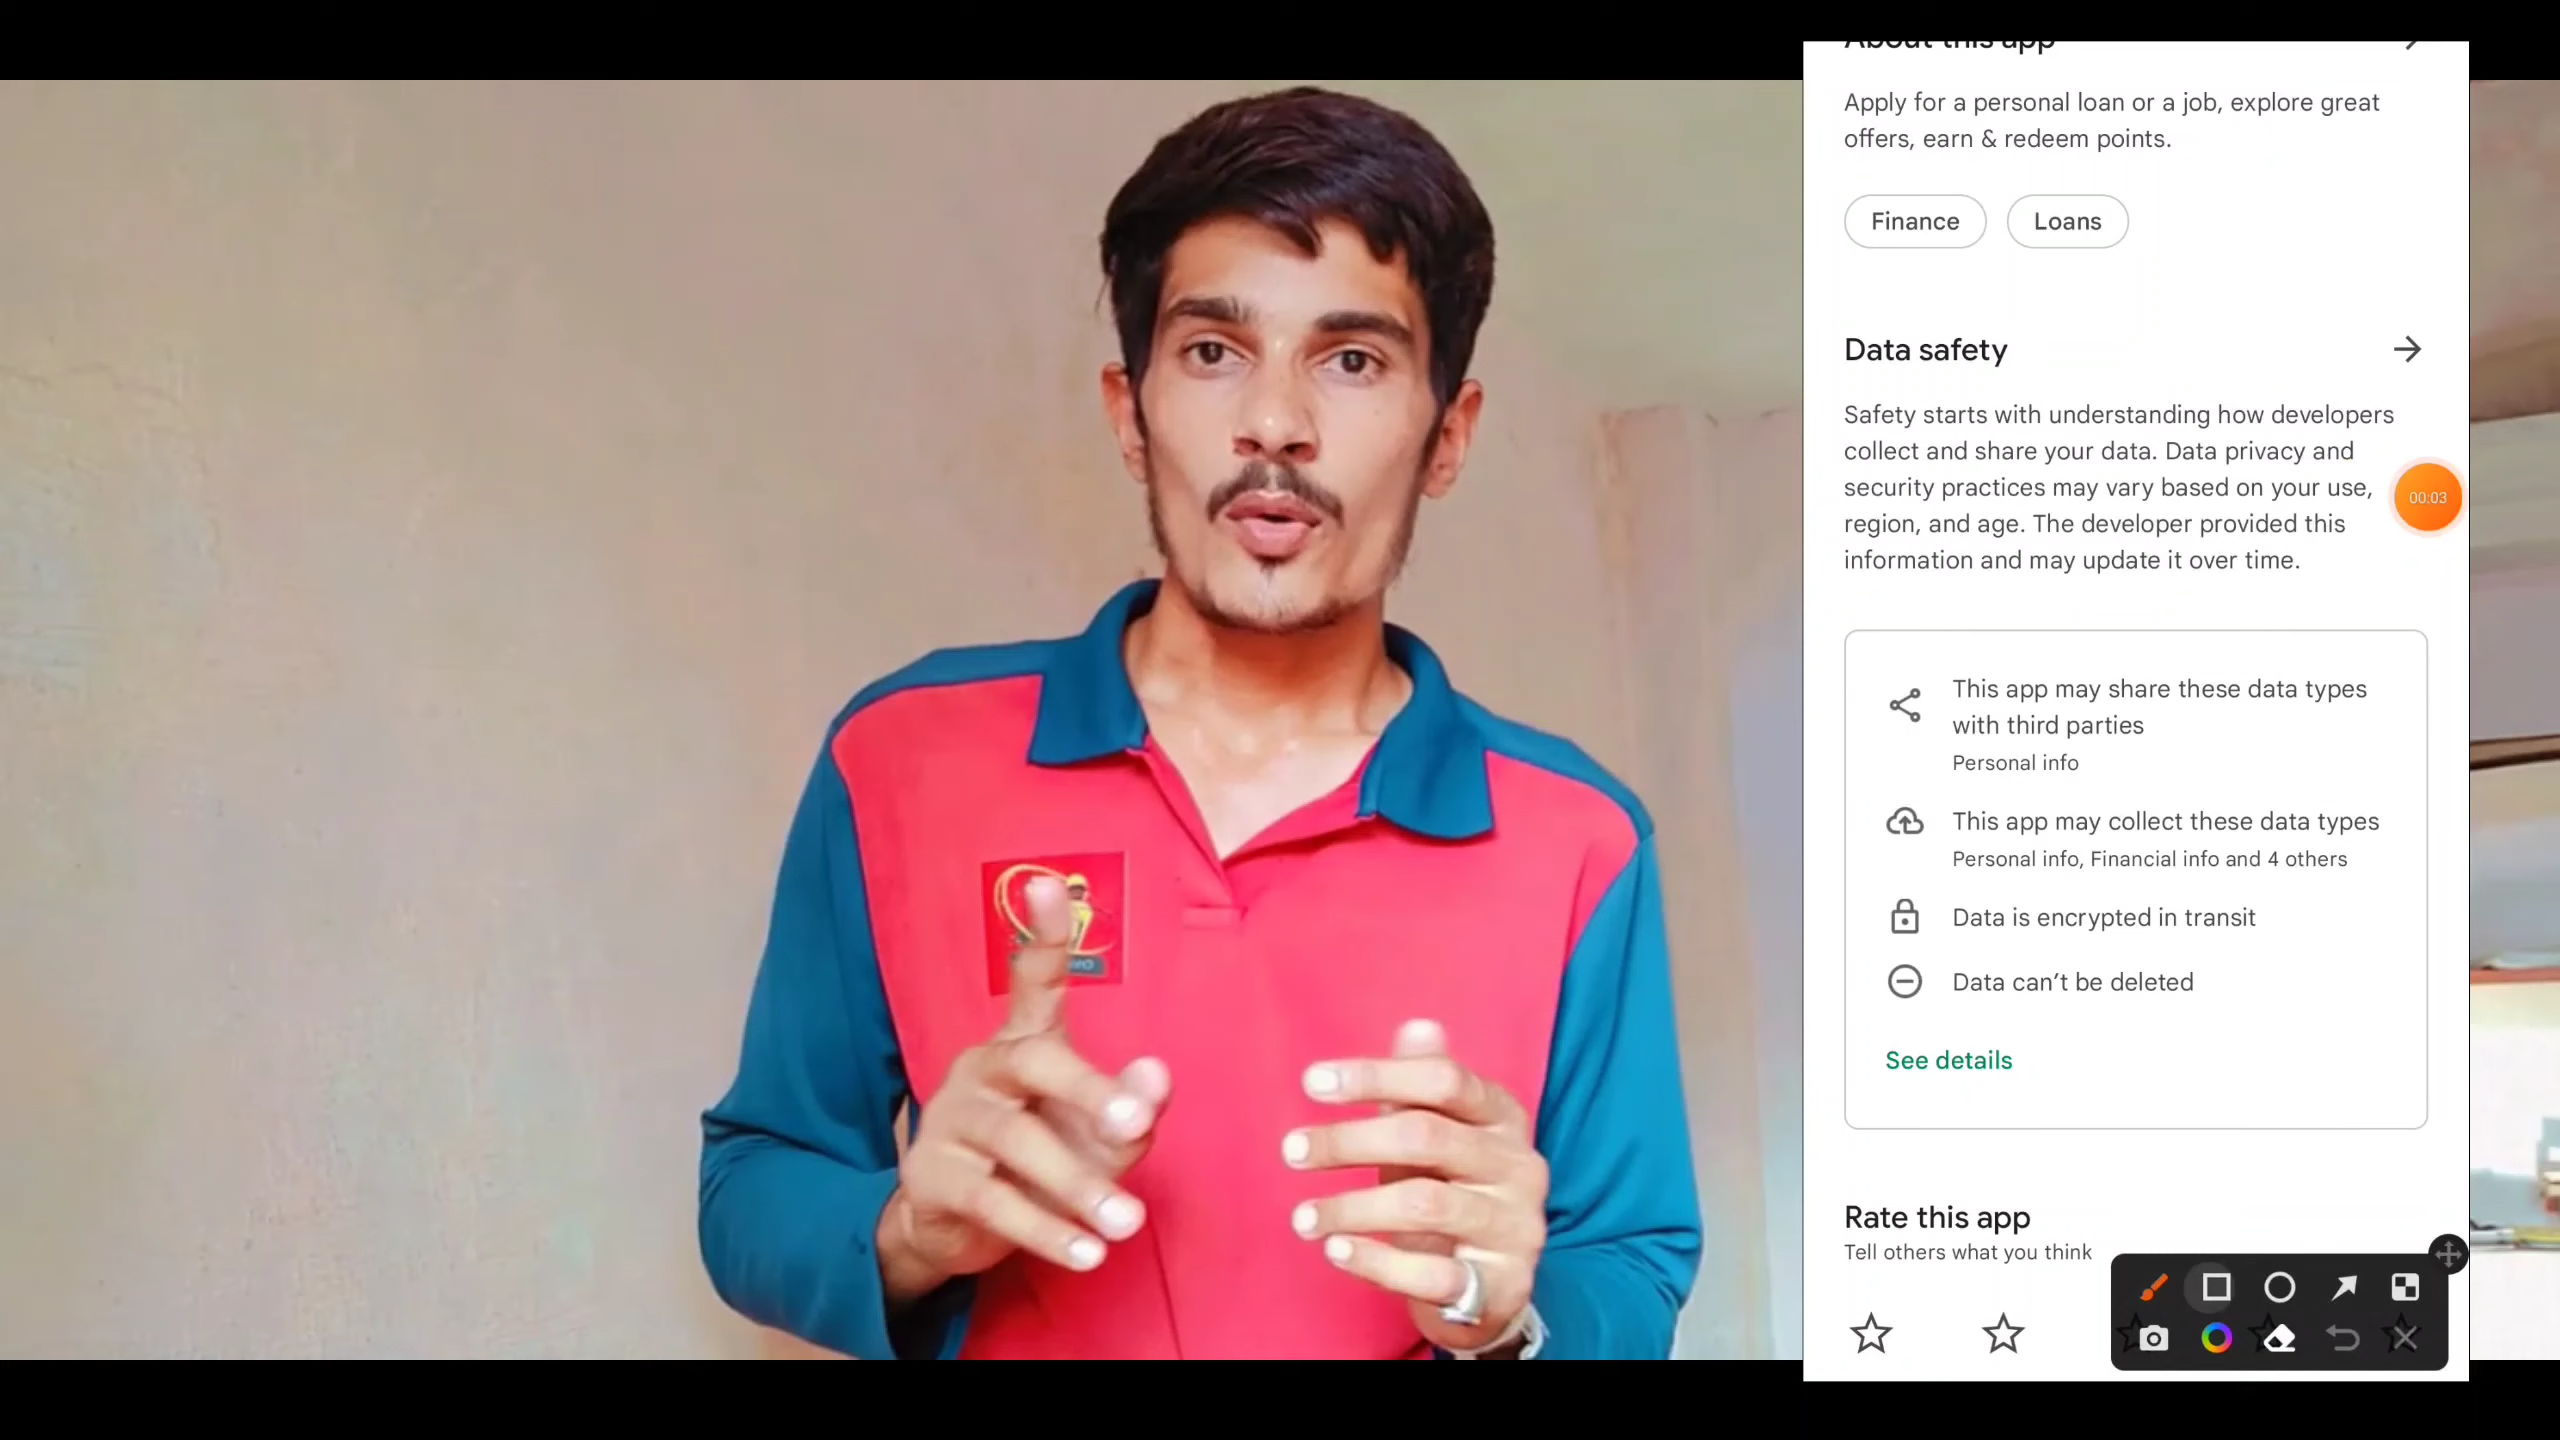 About this app
Apply for a personal loan or a job, explore great
offers, earn & redeem points.
Finance
Loans
Data safety
Safety starts with understanding how developers
collect and share your data. Data privacy and
security practices may vary based on your use,
region, and age. The developer provided this
information and may update it over time.
00:03
This app may share these data types
with third parties
Personal info
This app may collect these data types
Personal info, Financial info and 4 others
Data is encrypted in transit
Data can’t be deleted
See details
Rate this app
Tell others what you think